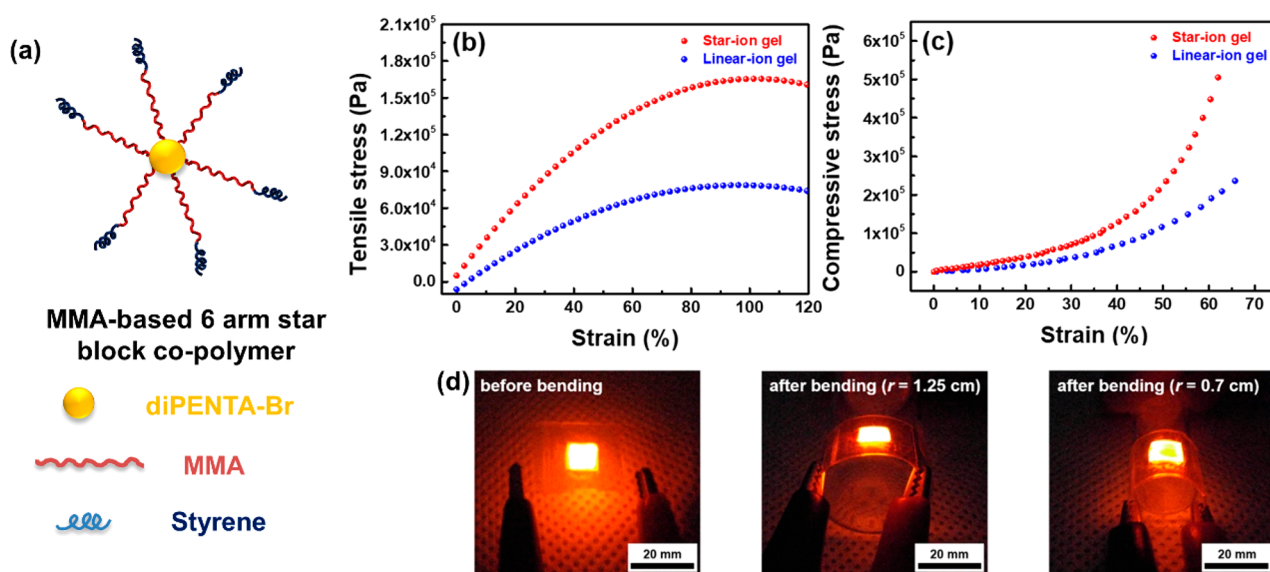 (a)
MMA-based 6 arm star
block co-polymer
diPENTA-Br
MMA
Styrene
(b)
Tensile stress (Pa)
2.1x10⁵
1.8x10⁵
1.5x10⁵
1.2x10⁵
9.0x10⁴
6.0x10⁴
3.0x10⁴
0.0
Star-ion gel
Linear-ion gel
0 20 40 60 80 100 120
Strain (%)
(c)
Compressive stress (Pa)
6x10⁵
5x10⁵
4x10⁵
3x10⁵
2x10⁵
1x10⁵
0
Star-ion gel
Linear-ion gel
0 10 20 30 40 50 60 70
Strain (%)
(d)
before bending
20 mm
after bending (r = 1.25 cm)
20 mm
after bending (r = 0.7 cm)
20 mm